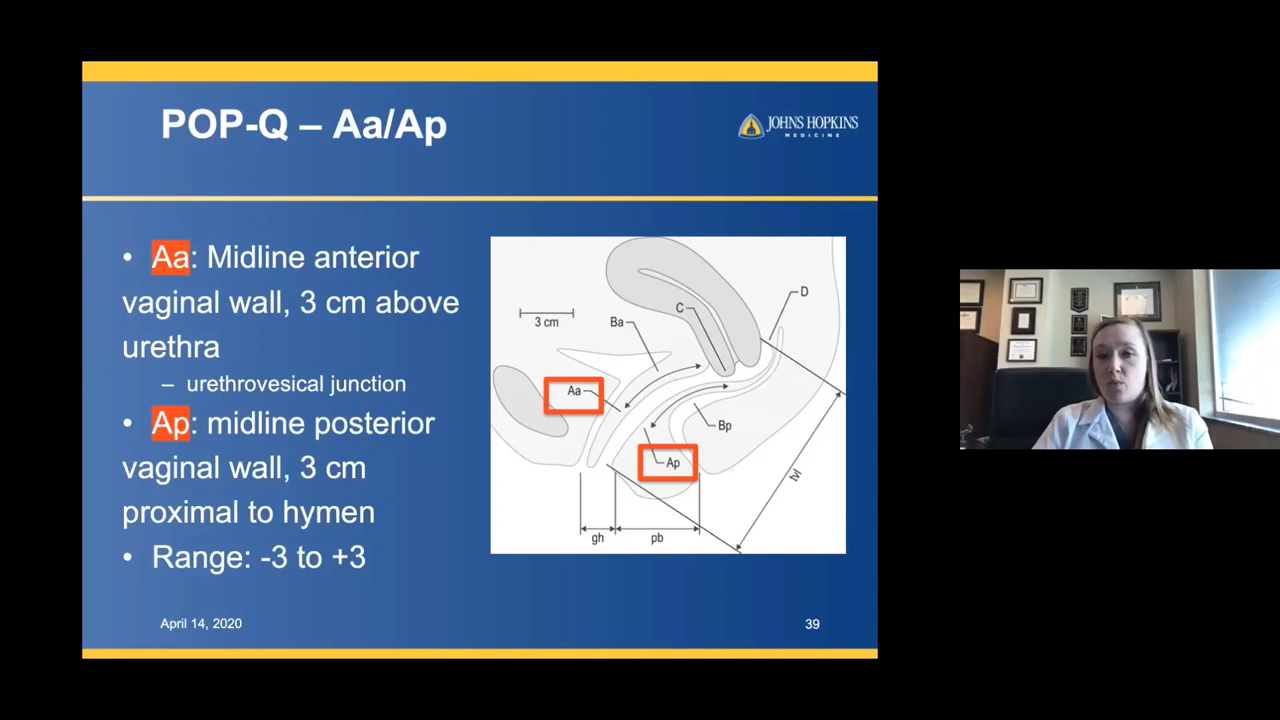 POP-Q – Aa/Ap
JOHNS HOPKINS
MEDICINE
• Aa: Midline anterior
vaginal wall, 3 cm above
urethra
– urethrovesical junction
• Ap: midline posterior
vaginal wall, 3 cm
proximal to hymen
• Range: -3 to +3
D
C
3 cm
Ba
Aa
Bp
Ap
tvl
gh
pb
April 14, 2020
39